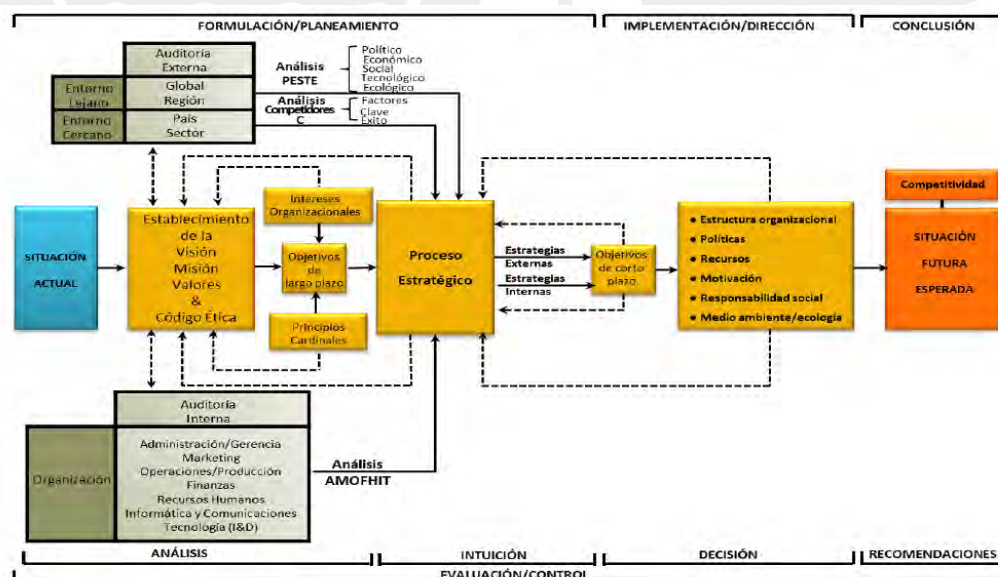 FORMULACIÓN/PLANEAMIENTO
IMPLEMENTACIÓN/DIRECCIÓN
CONCLUSIÓN
Auditoría
Externa
Entorno
Lejano
Global
Región
Entorno
Cercano
País
Sector
Análisis
PESTE
Político
Económico
Social
Tecnológico
Ecológico
Análisis
Competidores
C
Factores
Clave
Éxito
SITUACIÓN
ACTUAL
Establecimiento
de la
Visión
Misión
Valores
&
Código Ética
Intereses
Organizacionales
Objetivos
de
largo plazo
Principios
Cardinales
Proceso
Estratégico
Estrategias
Externas
Estrategias
Internas
Objetivos
de corto
plazo
• Estructura organizacional
• Políticas
• Recursos
• Motivación
• Responsabilidad social
• Medio ambiente/ecología
Competitividad
SITUACIÓN
FUTURA
ESPERADA
Auditoría
Interna
Organización
Administración/Gerencia
Marketing
Operaciones/Producción
Finanzas
Recursos Humanos
Informática y Comunicaciones
Tecnología (I&D)
Análisis
AMOFHIT
ANÁLISIS
INTUICIÓN
DECISIÓN
RECOMENDACIONES
EVALUACIÓN/CONTROL